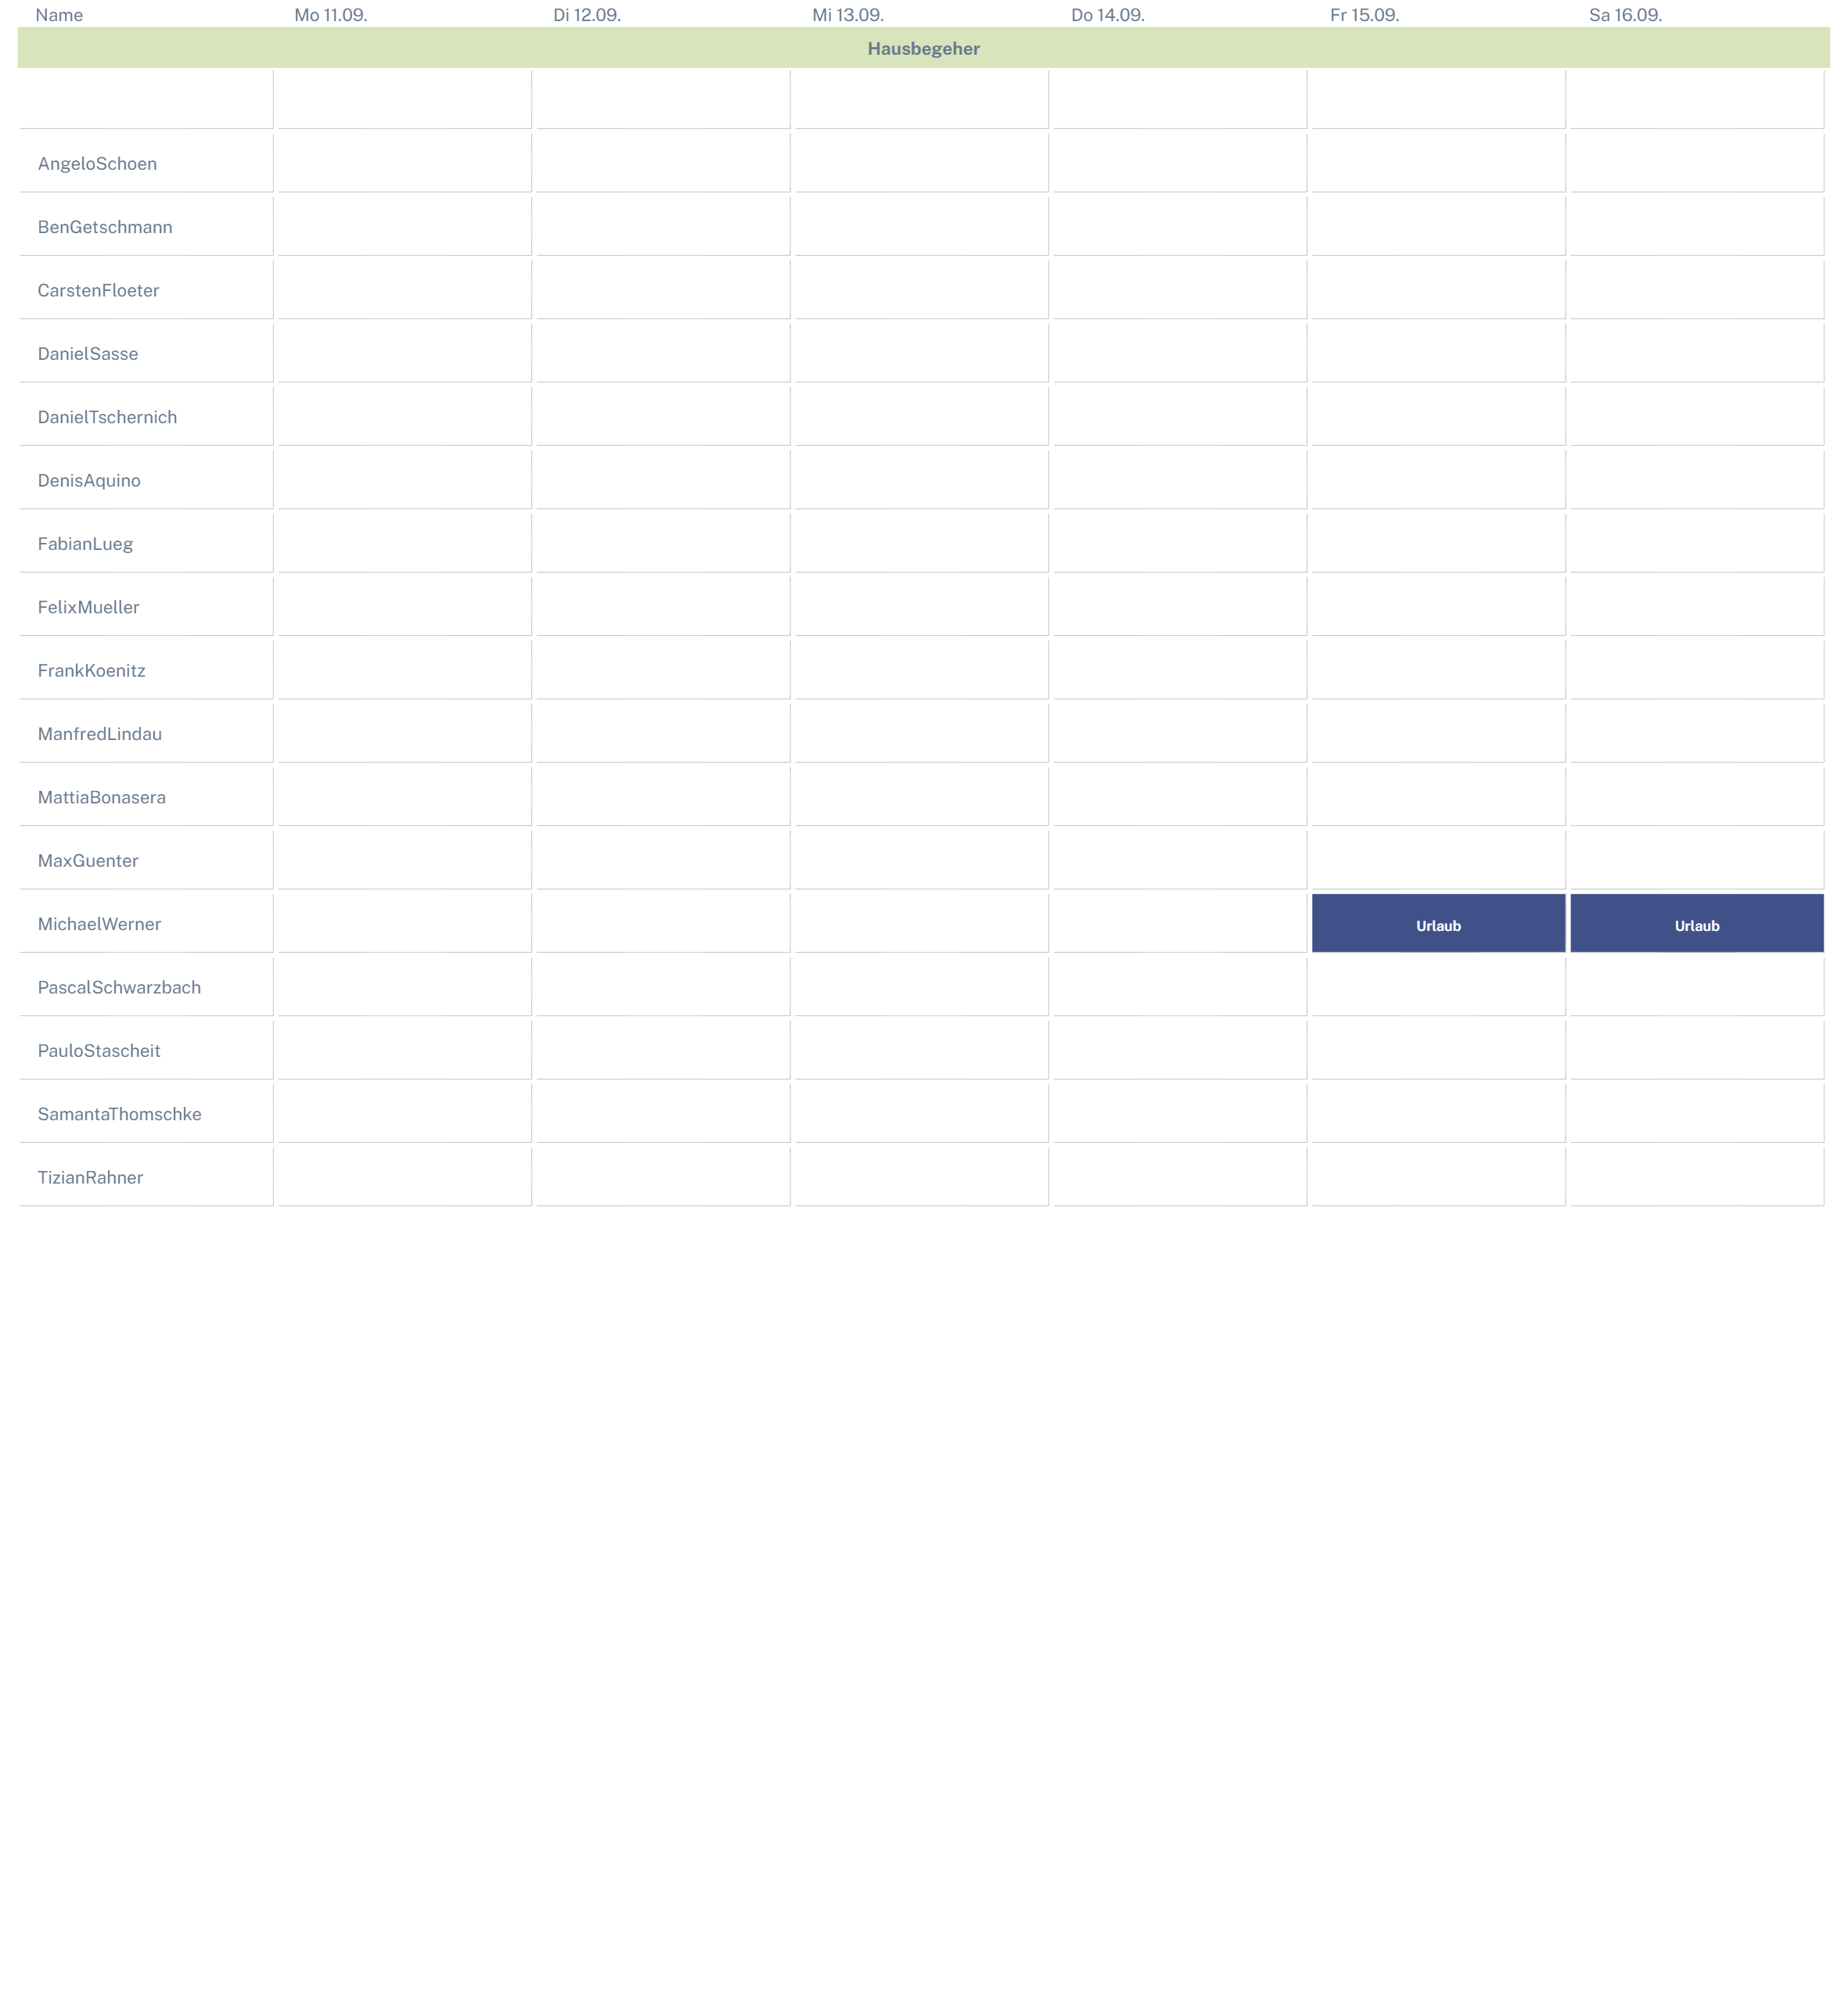 Name Mo 11.09. Di 12.09. Mi 13.09. Do 14.09. Fr 15.09. Sa 16.09.
Hausbegeher
AngeloSchoen
BenGetschmann
CarstenFloeter
DanielSasse
DanielTschernich
DenisAquino
FabianLueg
FelixMueller
FrankKoenitz
ManfredLindau
MattiaBonasera
MaxGuenter
MichaelWerner Urlaub Urlaub
PascalSchwarzbach
PauloStascheit
SamantaThomschke
TizianRahner